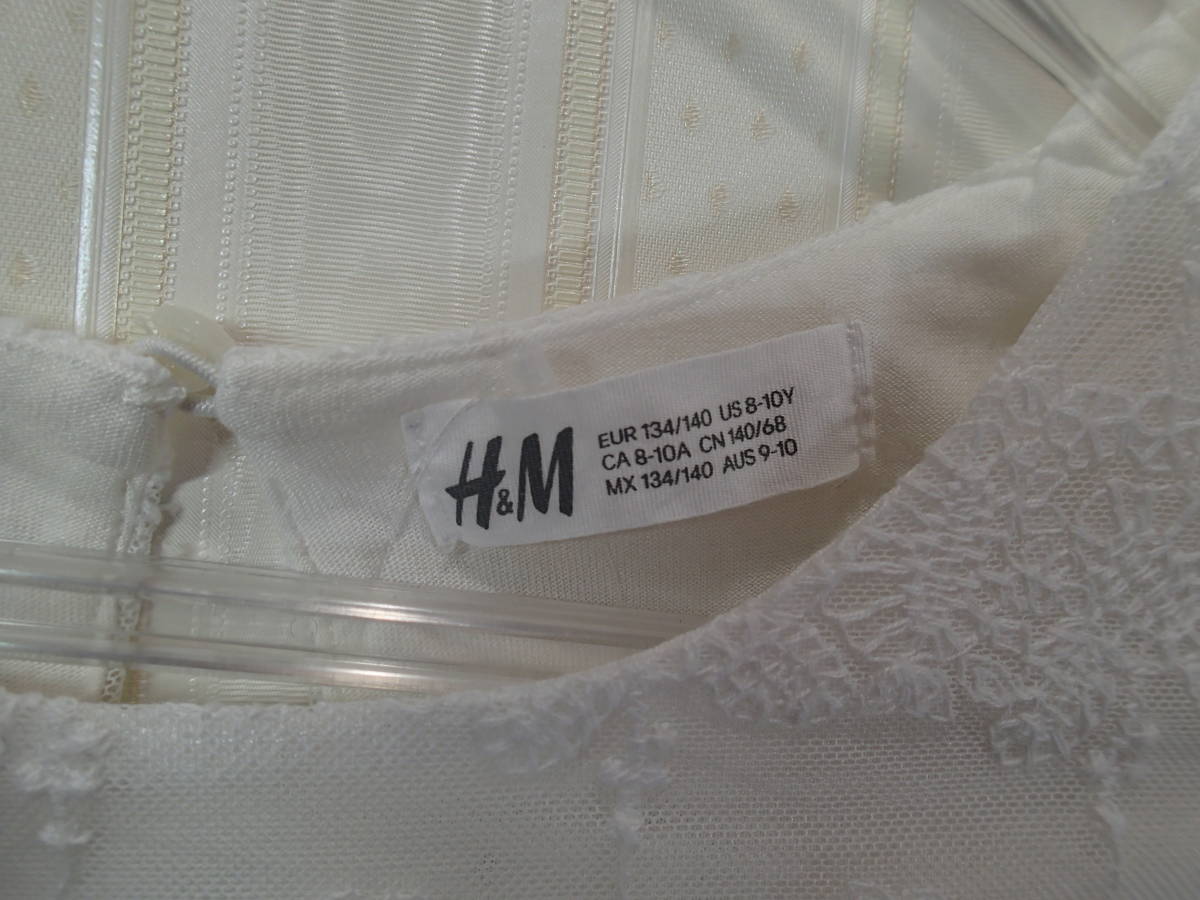 H&M
EUR 134/140 US 8-10Y
CA 8-10A CN 140/68
MX 134/140 AUS 9-10